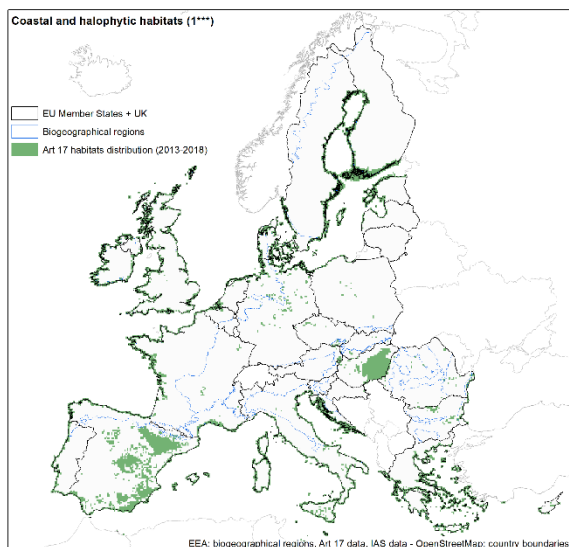 Coastal and halophytic habitats (1***)
EU Member States + UK
Biogeographical regions
Art 17 habitats distribution (2013-2018)
EEA: biogeographical regions, Art 17 data, IAS data - OpenStreetMap: country boundaries